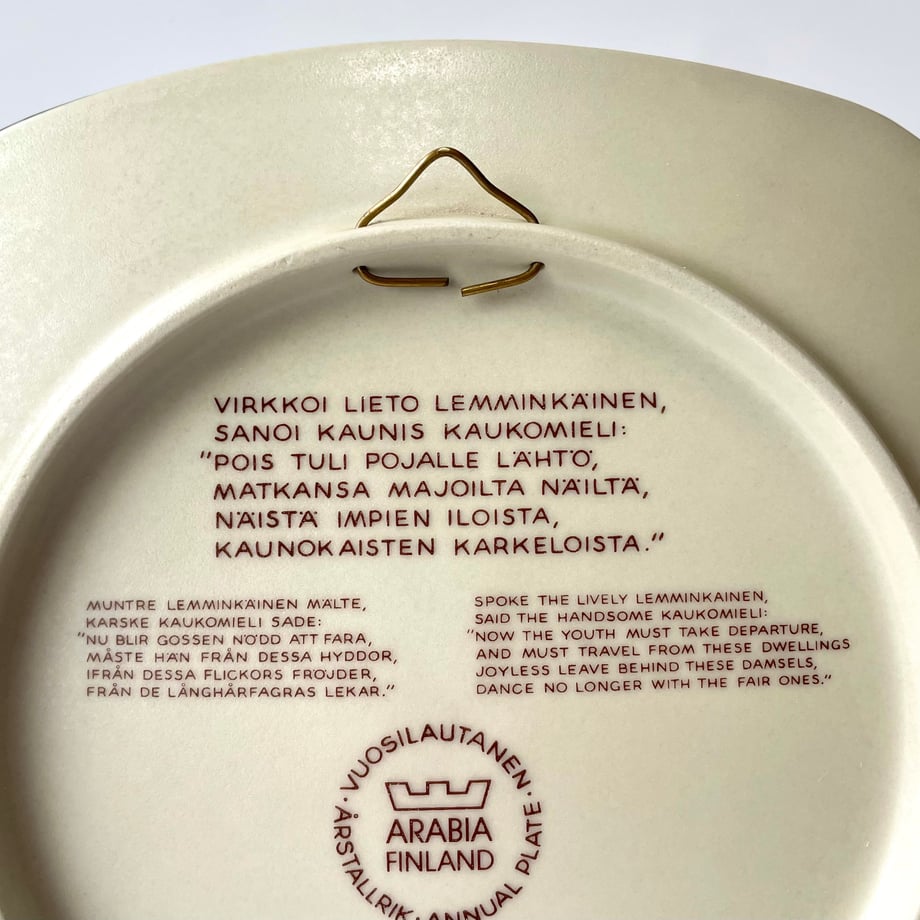 VIRKKOI LIETO LEMMINKÄINEN,
SANOI KAUNIS KAUKOMIELI:
"POIS TULI POJALLE LÄHTÖ,
MATKANSA MAJOILTA NÄILTÄ,
NÄISTÄ IMPIEN ILOISTA,
KAUNOKAISTEN KARKELOISTA."
MUNTRE LEMMINKÄINEN MÄLTE,
KARSKE KAUKOMIELI SADE:
"NU BLIR GOSSEN NÖDD ATT FARA,
MÅSTE HÄN FRÅN DESSA HYDDOR,
IFRÅN DESSA FLICKORS FRÖJDER,
FRÅN DE LÅNGHÅRFAGRAS LEKAR."
SPOKE THE LIVELY LEMMINKAINEN,
SAID THE HANDSOME KAUKOMIELI:
"NOW THE YOUTH MUST TAKE DEPARTURE,
AND MUST TRAVEL FROM THESE DWELLINGS
JOYLESS LEAVE BEHIND THESE DAMSELS,
DANCE NO LONGER WITH THE FAIR ONES."
· VUOSILAUTANEN ·
ARABIA
FINLAND
ÅRSTALLRIK · ANNUAL PLATE